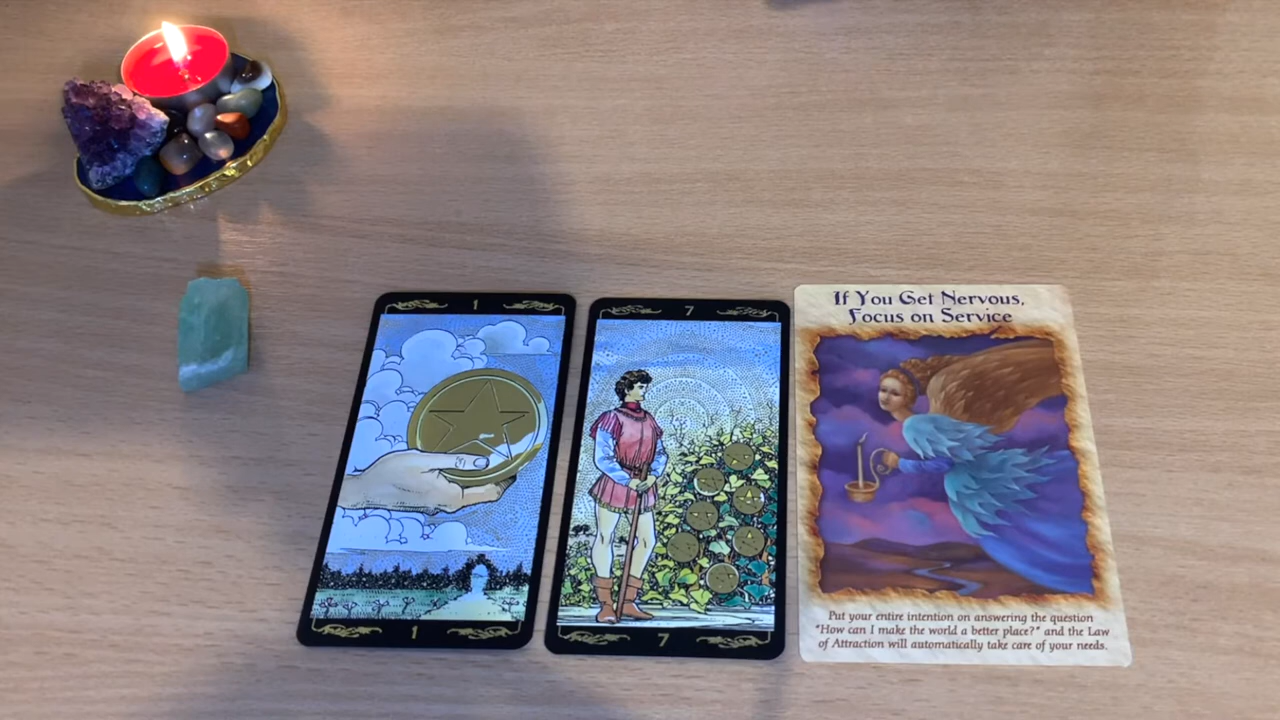 1
1
7
7
If You Get Nervous,
Focus on Service
Put your entire intention on answering the question
"How can I make the world a better place?" and the Law
of Attraction will automatically take care of your needs.